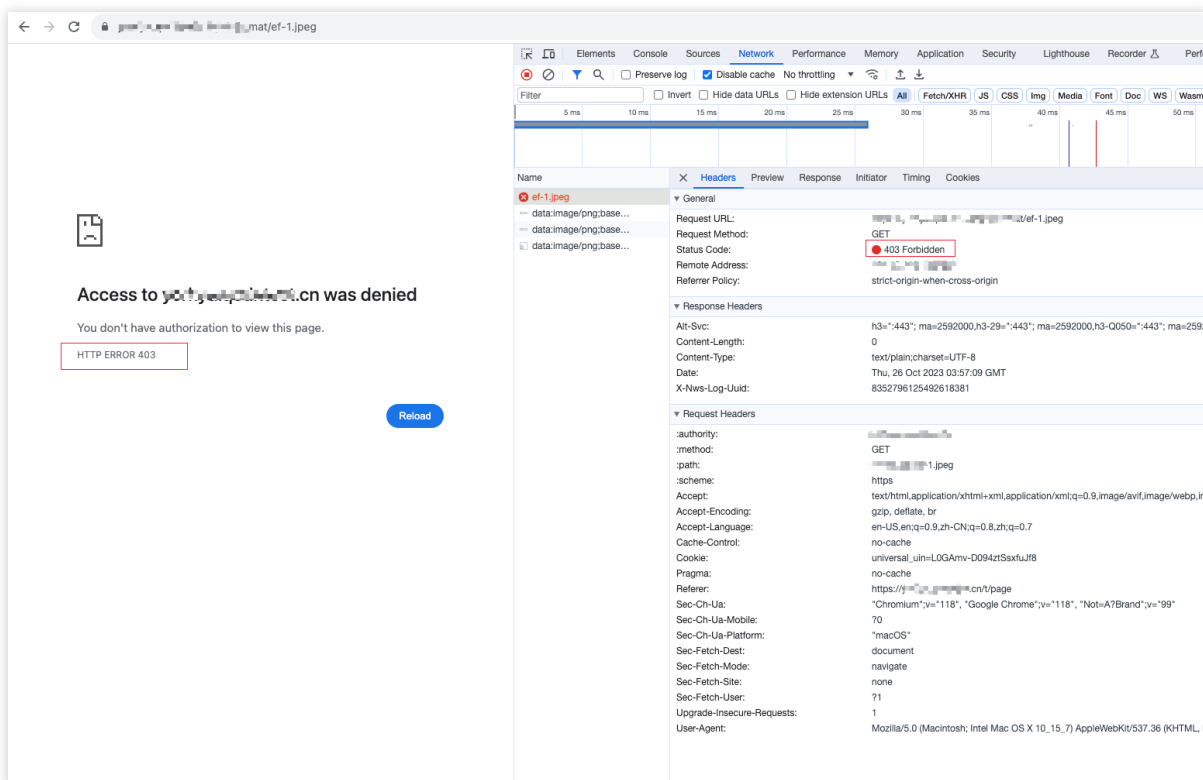 _mat/ef-1.jpeg
Elements Console Sources Network Performance Memory Application Security Lighthouse Recorder Perf
Preserve log Disable cache No throttling
Filter Invert Hide data URLs Hide extension URLs All Fetch/XHR JS CSS Img Media Font Doc WS Wasm
5 ms 10 ms 15 ms 20 ms 25 ms 30 ms 35 ms 40 ms 45 ms 50 ms
Name
ef-1.jpeg
data:image/png;base...
data:image/png;base...
data:image/png;base...
Access to .cn was denied
You don't have authorization to view this page.
HTTP ERROR 403
Reload
Headers Preview Response Initiator Timing Cookies
General
Request URL: t/ef-1.jpeg
Request Method: GET
Status Code: 403 Forbidden
Remote Address:
Referrer Policy: strict-origin-when-cross-origin
Response Headers
Alt-Svc: h3=":443"; ma=2592000,h3-29=":443"; ma=2592000,h3-Q050=":443"; ma=2592
Content-Length: 0
Content-Type: text/plain;charset=UTF-8
Date: Thu, 26 Oct 2023 03:57:09 GMT
X-Nws-Log-Uuid: 8352796125492618381
Request Headers
:authority:
:method: GET
:path: -1.jpeg
:scheme: https
Accept: text/html,application/xhtml+xml,application/xml;q=0.9,image/avif,image/webp,i
Accept-Encoding: gzip, deflate, br
Accept-Language: en-US,en;q=0.9,zh-CN;q=0.8,zh;q=0.7
Cache-Control: no-cache
Cookie: universal_uin=L0GAmv-D094ztSsxfuJf8
Pragma: no-cache
Referer: https:// .cn/t/page
Sec-Ch-Ua: "Chromium";v="118", "Google Chrome";v="118", "Not=A?Brand";v="99"
Sec-Ch-Ua-Mobile: ?0
Sec-Ch-Ua-Platform: "macOS"
Sec-Fetch-Dest: document
Sec-Fetch-Mode: navigate
Sec-Fetch-Site: none
Sec-Fetch-User: ?1
Upgrade-Insecure-Requests: 1
User-Agent: Mozilla/5.0 (Macintosh; Intel Mac OS X 10_15_7) AppleWebKit/537.36 (KHTML,